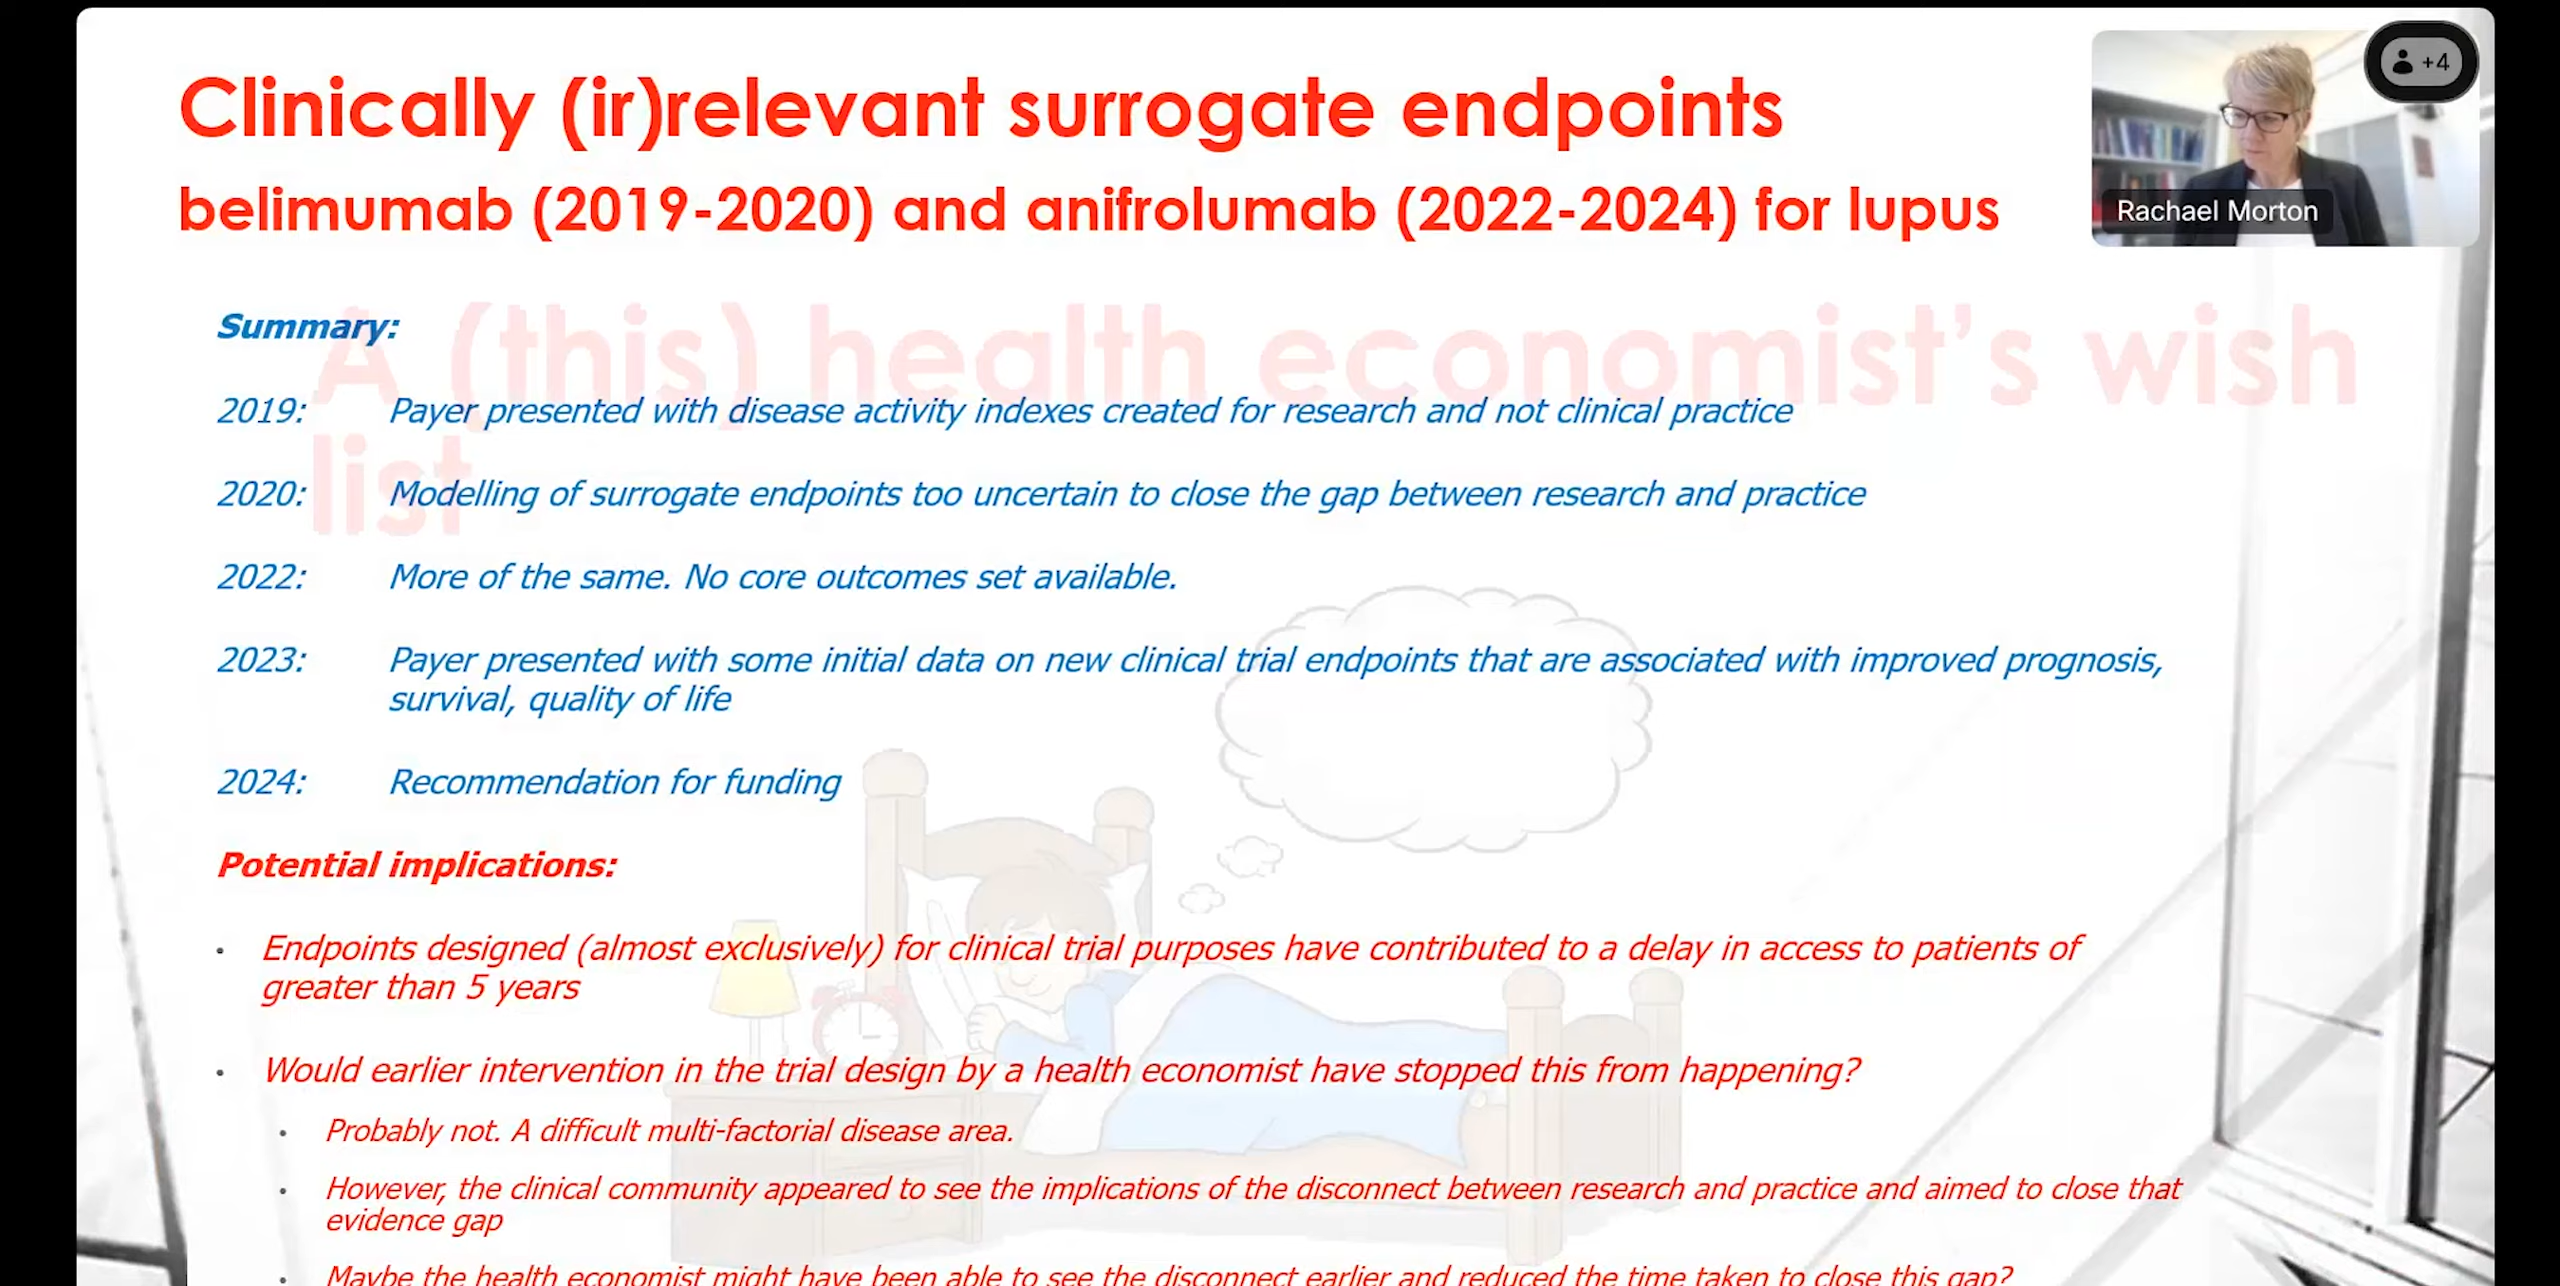 Clinically (ir)relevant surrogate endpoints
belimumab (2019-2020) and anifrolumab (2022-2024) for lupus
+4
Rachael Morton
A (this) health economist's wish
list
Summary:
2019: Payer presented with disease activity indexes created for research and not clinical practice
2020: Modelling of surrogate endpoints too uncertain to close the gap between research and practice
2022: More of the same. No core outcomes set available.
2023: Payer presented with some initial data on new clinical trial endpoints that are associated with improved prognosis,
survival, quality of life
2024: Recommendation for funding
Potential implications:
• Endpoints designed (almost exclusively) for clinical trial purposes have contributed to a delay in access to patients of
greater than 5 years
• Would earlier intervention in the trial design by a health economist have stopped this from happening?
• Probably not. A difficult multi-factorial disease area.
• However, the clinical community appeared to see the implications of the disconnect between research and practice and aimed to close that
evidence gap
• Maybe the health economist might have been able to see the disconnect earlier and reduced the time taken to close this gap?